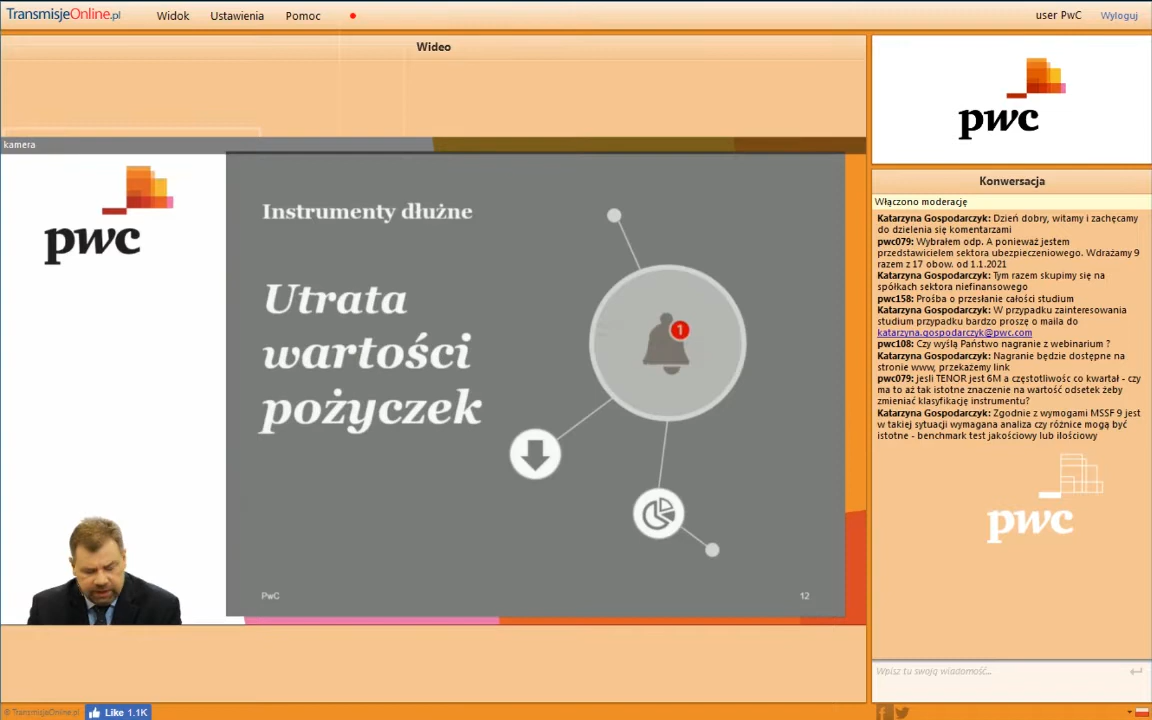 TransmisjeOnline.pl
Widok Ustawienia Pomoc
user PwC Wyloguj
Wideo
kamera
pwc
Instrumenty dłużne
Utrata
wartości
pożyczek
1
PwC 12
pwc
Konwersacja
Włączono moderację
Katarzyna Gospodarczyk: Dzień dobry, witamy i zachęcamy
do dzielenia się komentarzami
pwc079: Wybrałem odp. A ponieważ jestem
przedstawicielem sektora ubezpieczeniowego. Wdrażamy 9
razem z 17 obow. od 1.1.2021
Katarzyna Gospodarczyk: Tym razem skupimy się na
spółkach sektora niefinansowego
pwc158: Prośba o przesłanie całości studium
Katarzyna Gospodarczyk: W przypadku zainteresowania
studium przypadku bardzo proszę o maila do
katarzyna.gospodarczyk@pwc.com
pwc108: Czy wyślą Państwo nagranie z webinarium ?
Katarzyna Gospodarczyk: Nagranie będzie dostępne na
stronie www, przekażemy link
pwc079: jesli TENOR jest 6M a częstotliwośc co kwartał - czy
ma to aż tak istotne znaczenie na wartość odsetek żeby
zmieniać klasyfikację instrumentu?
Katarzyna Gospodarczyk: Zgodnie z wymogami MSSF 9 jest
w takiej sytuacji wymagana analiza czy różnice mogą być
istotne - benchmark test jakościowy lub ilościowy
pwc
Wpisz tu swoją wiadomość...
© TransmisjeOnline.pl Like 1.1K